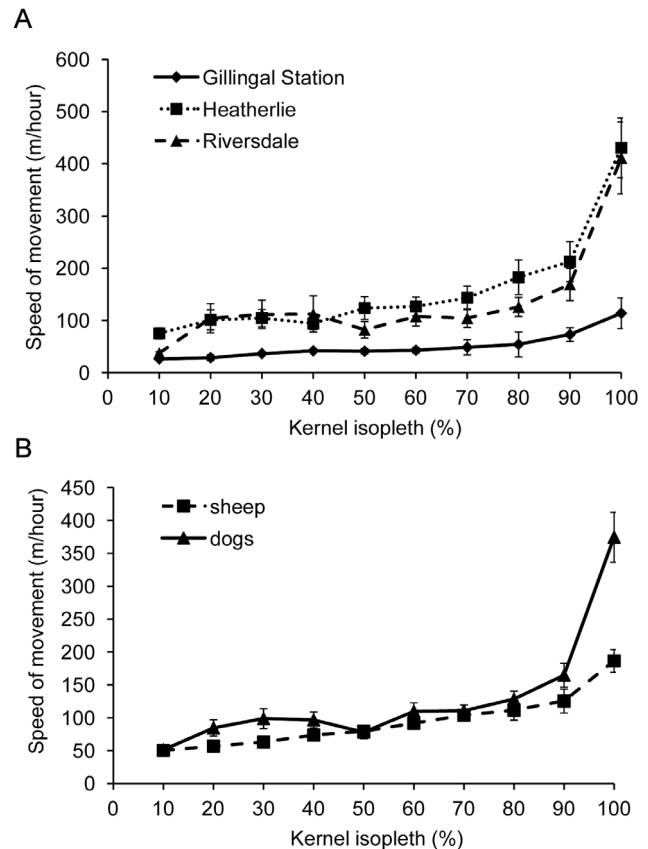 A
Speed of movement (m/hour)
600
500
400
300
200
100
0
Gillingal Station
Heatherlie
Riversdale
0 10 20 30 40 50 60 70 80 90 100
Kernel isopleth (%)
B
Speed of movement (m/hour)
450
400
350
300
250
200
150
100
50
0
sheep
dogs
0 10 20 30 40 50 60 70 80 90 100
Kernel isopleth (%)